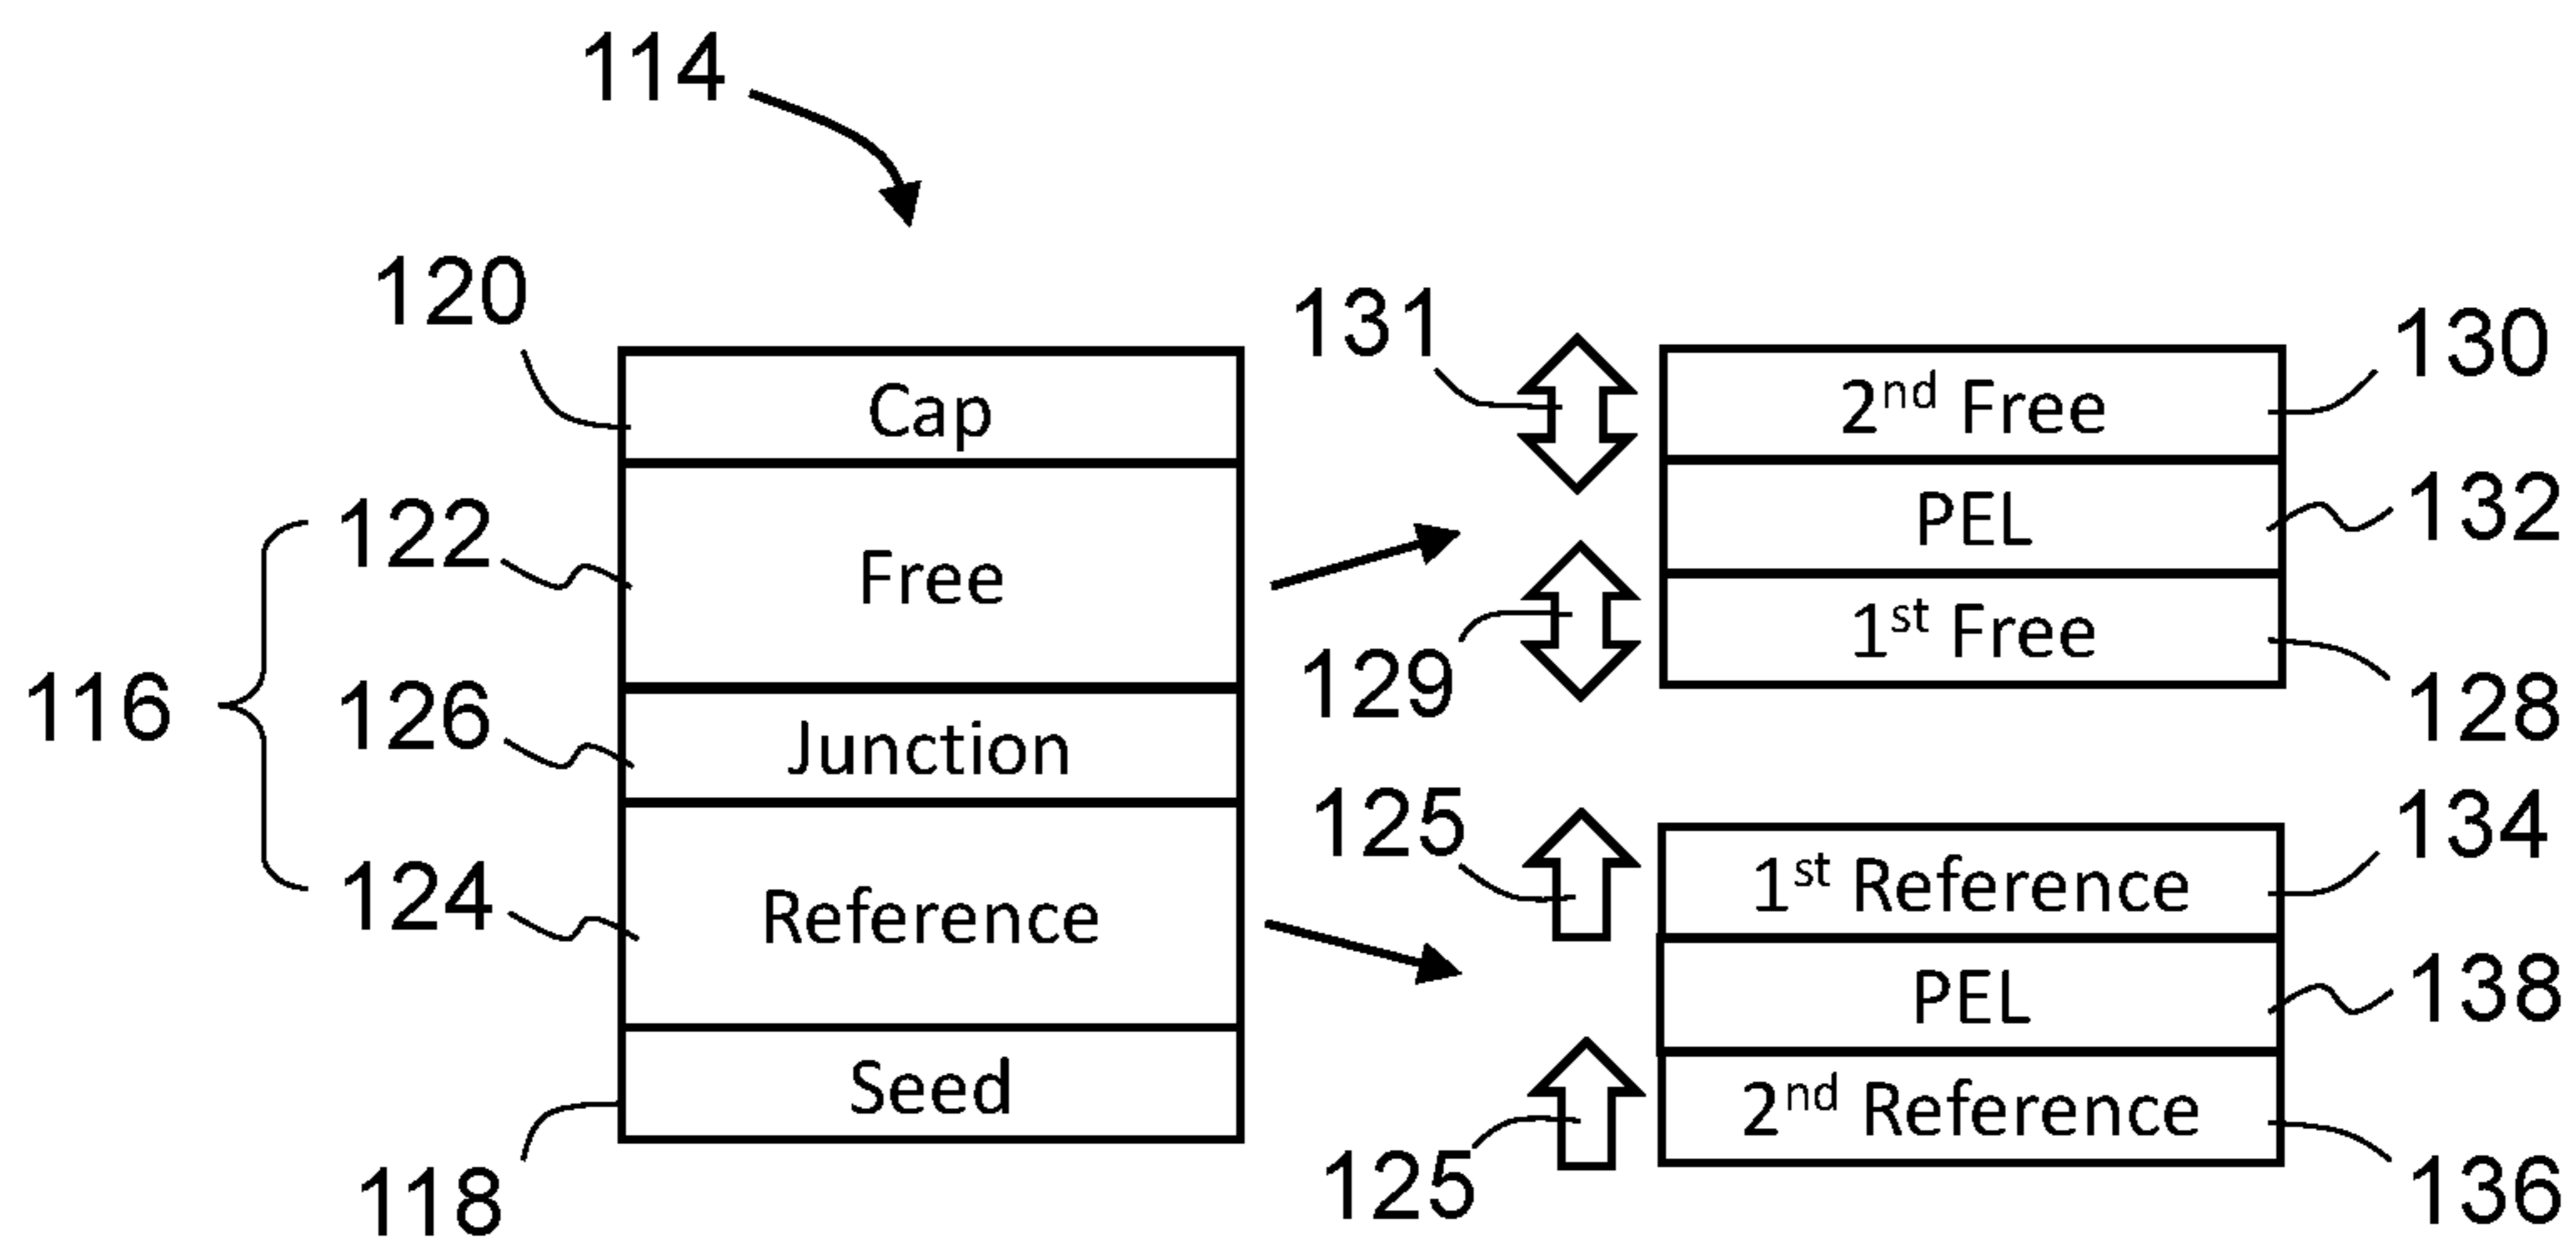 114
120
Cap
131
2nd Free
130
122
Free
PEL
132
129
1st Free
128
116
126
Junction
125
1st Reference
134
124
Reference
PEL
138
118
Seed
125
2nd Reference
136